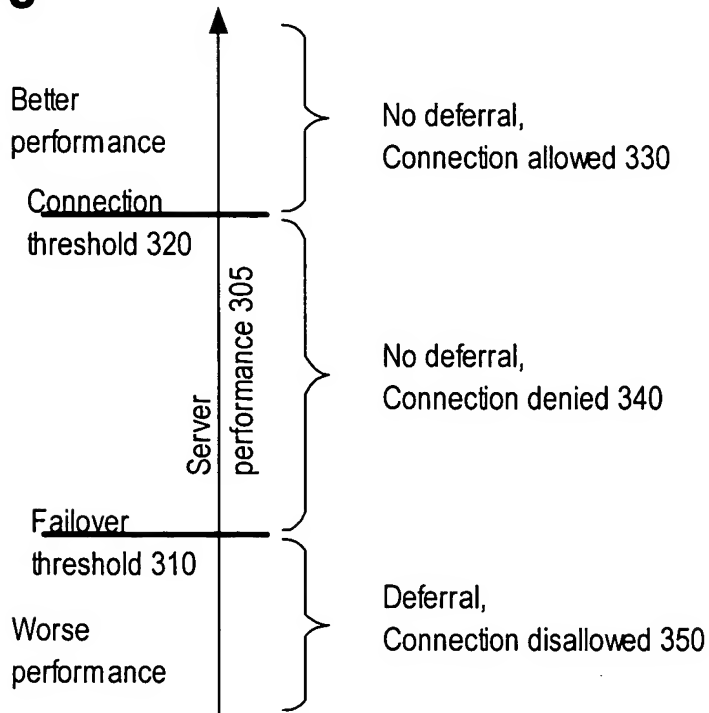 Better
performance
No deferral,
Connection allowed 330
Connection
threshold 320
Server
performance 305
No deferral,
Connection denied 340
Failover
threshold 310
Deferral,
Connection disallowed 350
Worse
performance